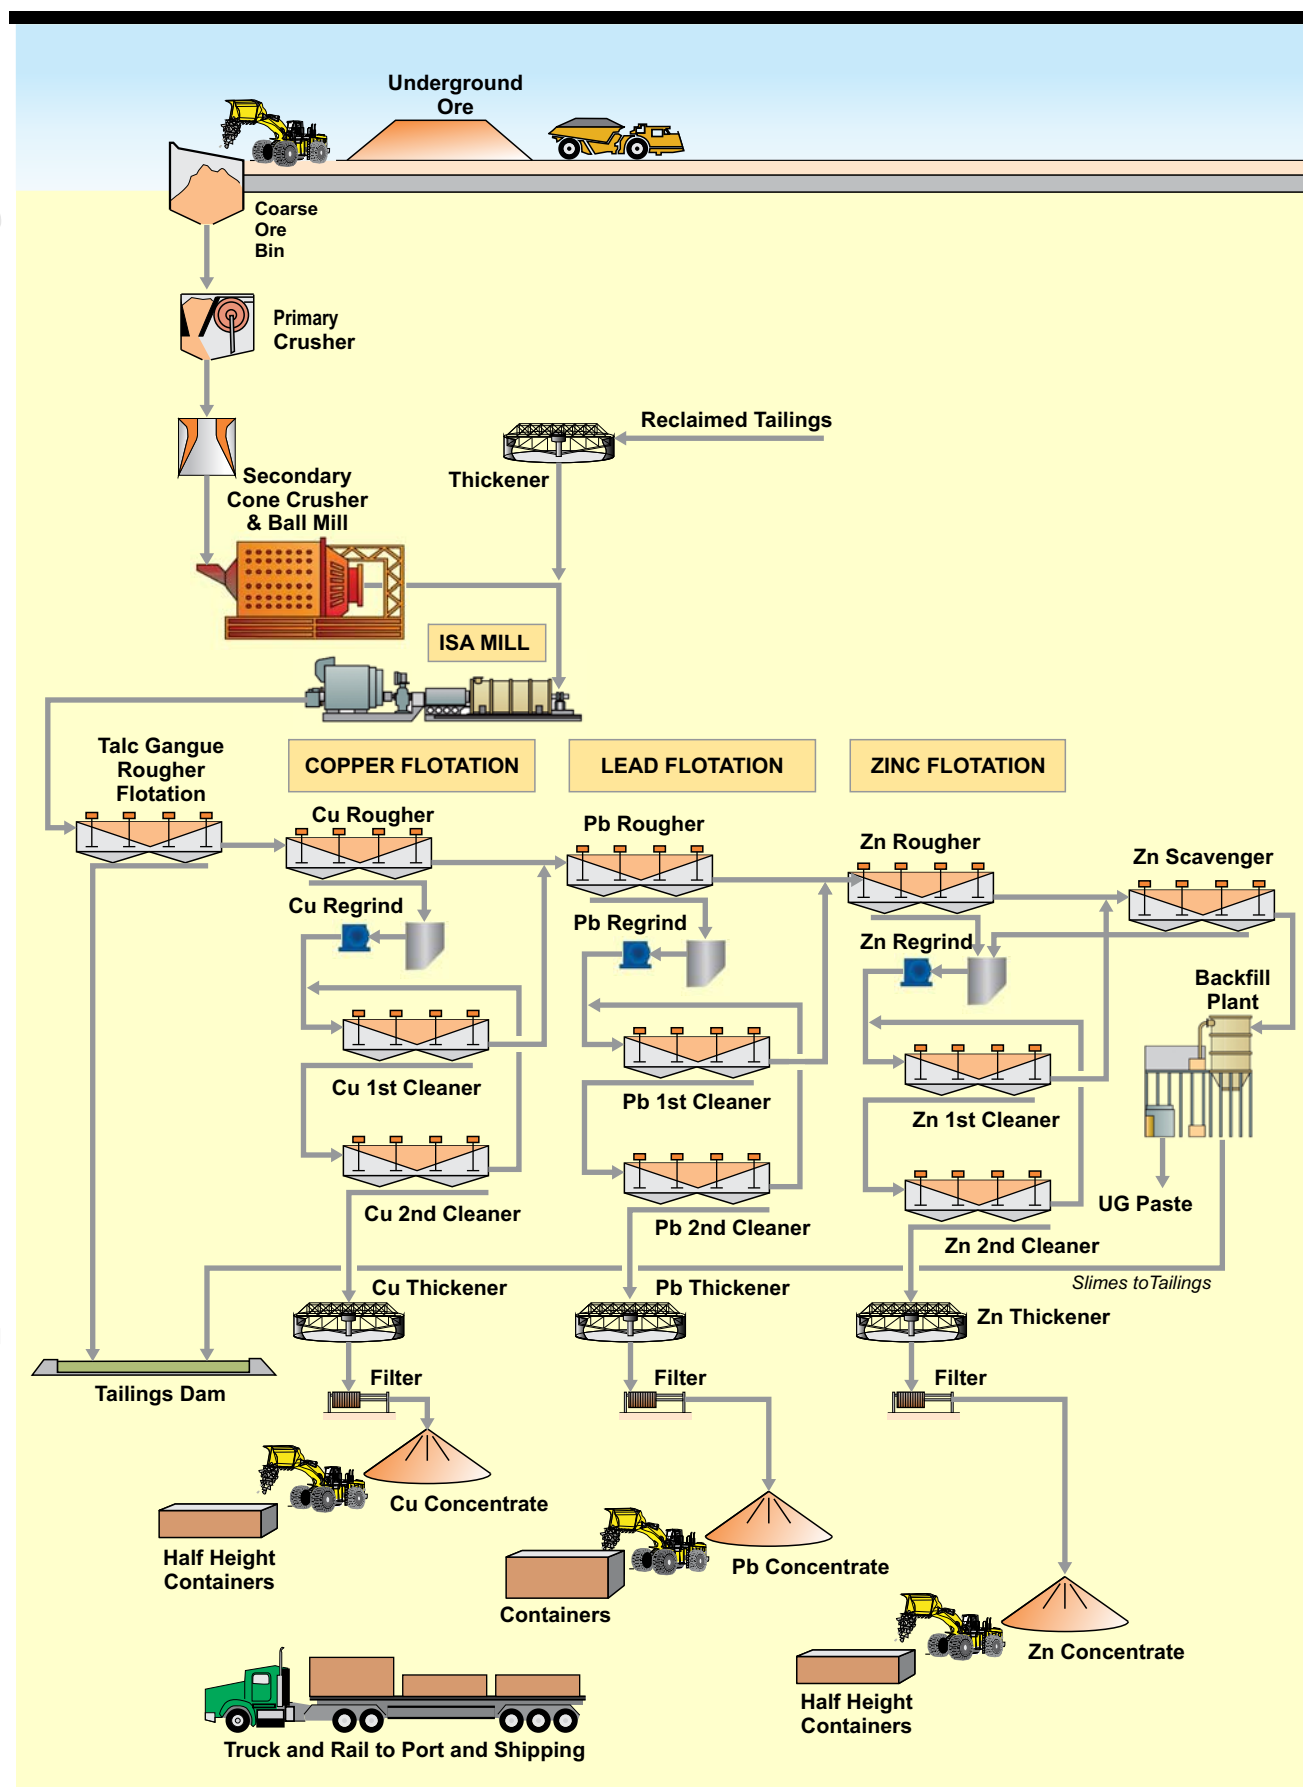 Underground
Ore
Coarse
Ore
Bin
Primary
Crusher
Reclaimed Tailings
Thickener
Secondary
Cone Crusher
& Ball Mill
ISA MILL
Talc Gangue
Rougher
Flotation
COPPER FLOTATION
LEAD FLOTATION
ZINC FLOTATION
Cu Rougher
Pb Rougher
Zn Rougher
Zn Scavenger
Cu Regrind
Pb Regrind
Zn Regrind
Backfill
Plant
Cu 1st Cleaner
Pb 1st Cleaner
Zn 1st Cleaner
UG Paste
Cu 2nd Cleaner
Pb 2nd Cleaner
Zn 2nd Cleaner
Slimes toTailings
Cu Thickener
Pb Thickener
Zn Thickener
Tailings Dam
Filter
Filter
Filter
Cu Concentrate
Half Height
Containers
Pb Concentrate
Containers
Zn Concentrate
Half Height
Containers
Truck and Rail to Port and Shipping